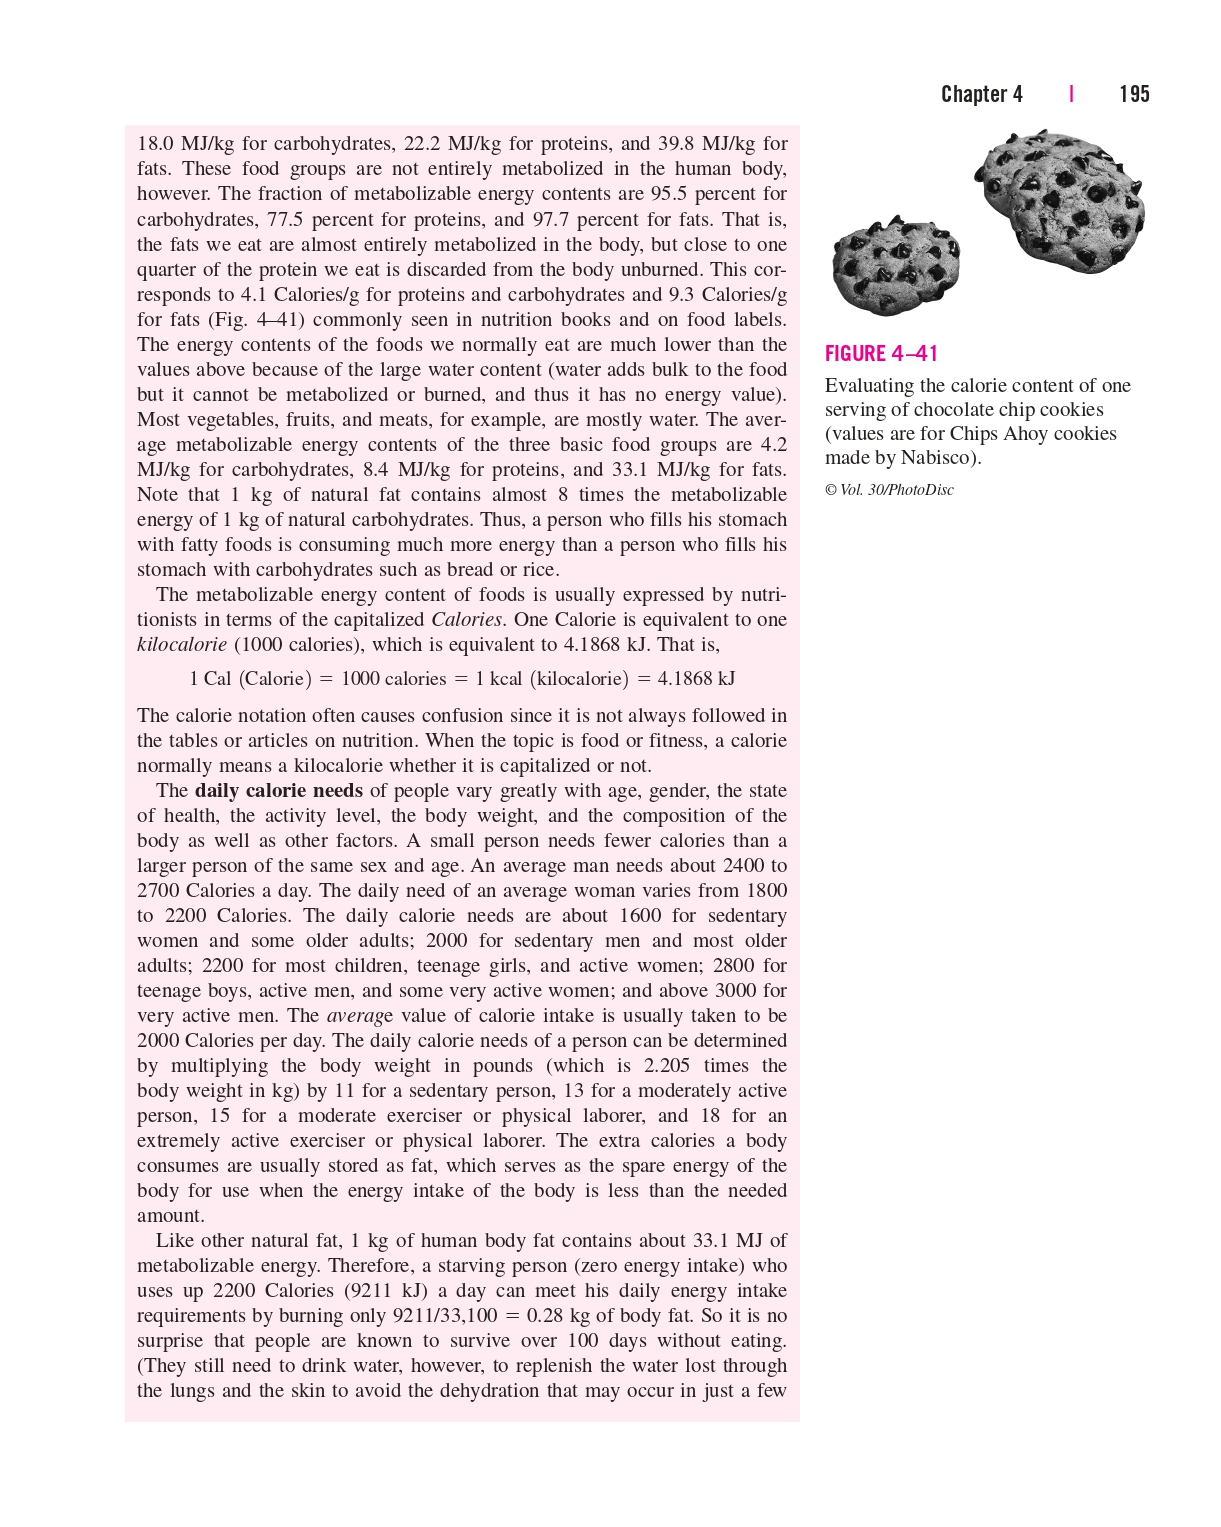 Chapter 4 | 195
18.0 MJ/kg for carbohydrates, 22.2 MJ/kg for proteins, and 39.8 MJ/kg for
fats. These food groups are not entirely metabolized in the human body,
however. The fraction of metabolizable energy contents are 95.5 percent for
carbohydrates, 77.5 percent for proteins, and 97.7 percent for fats. That is,
the fats we eat are almost entirely metabolized in the body, but close to one
quarter of the protein we eat is discarded from the body unburned. This cor-
responds to 4.1 Calories/g for proteins and carbohydrates and 9.3 Calories/g
for fats (Fig. 4–41) commonly seen in nutrition books and on food labels.
The energy contents of the foods we normally eat are much lower than the
values above because of the large water content (water adds bulk to the food
but it cannot be metabolized or burned, and thus it has no energy value).
Most vegetables, fruits, and meats, for example, are mostly water. The aver-
age metabolizable energy contents of the three basic food groups are 4.2
MJ/kg for carbohydrates, 8.4 MJ/kg for proteins, and 33.1 MJ/kg for fats.
Note that 1 kg of natural fat contains almost 8 times the metabolizable
energy of 1 kg of natural carbohydrates. Thus, a person who fills his stomach
with fatty foods is consuming much more energy than a person who fills his
stomach with carbohydrates such as bread or rice.
The metabolizable energy content of foods is usually expressed by nutri-
tionists in terms of the capitalized Calories. One Calorie is equivalent to one
kilocalorie (1000 calories), which is equivalent to 4.1868 kJ. That is,
1 Cal (Calorie) = 1000 calories = 1 kcal (kilocalorie) = 4.1868 kJ
The calorie notation often causes confusion since it is not always followed in
the tables or articles on nutrition. When the topic is food or fitness, a calorie
normally means a kilocalorie whether it is capitalized or not.
The daily calorie needs of people vary greatly with age, gender, the state
of health, the activity level, the body weight, and the composition of the
body as well as other factors. A small person needs fewer calories than a
larger person of the same sex and age. An average man needs about 2400 to
2700 Calories a day. The daily need of an average woman varies from 1800
to 2200 Calories. The daily calorie needs are about 1600 for sedentary
women and some older adults; 2000 for sedentary men and most older
adults; 2200 for most children, teenage girls, and active women; 2800 for
teenage boys, active men, and some very active women; and above 3000 for
very active men. The average value of calorie intake is usually taken to be
2000 Calories per day. The daily calorie needs of a person can be determined
by multiplying the body weight in pounds (which is 2.205 times the
body weight in kg) by 11 for a sedentary person, 13 for a moderately active
person, 15 for a moderate exerciser or physical laborer, and 18 for an
extremely active exerciser or physical laborer. The extra calories a body
consumes are usually stored as fat, which serves as the spare energy of the
body for use when the energy intake of the body is less than the needed
amount.
Like other natural fat, 1 kg of human body fat contains about 33.1 MJ of
metabolizable energy. Therefore, a starving person (zero energy intake) who
uses up 2200 Calories (9211 kJ) a day can meet his daily energy intake
requirements by burning only 9211/33,100 = 0.28 kg of body fat. So it is no
surprise that people are known to survive over 100 days without eating.
(They still need to drink water, however, to replenish the water lost through
the lungs and the skin to avoid the dehydration that may occur in just a few
FIGURE 4–41
Evaluating the calorie content of one
serving of chocolate chip cookies
(values are for Chips Ahoy cookies
made by Nabisco).
© Vol. 30/PhotoDisc